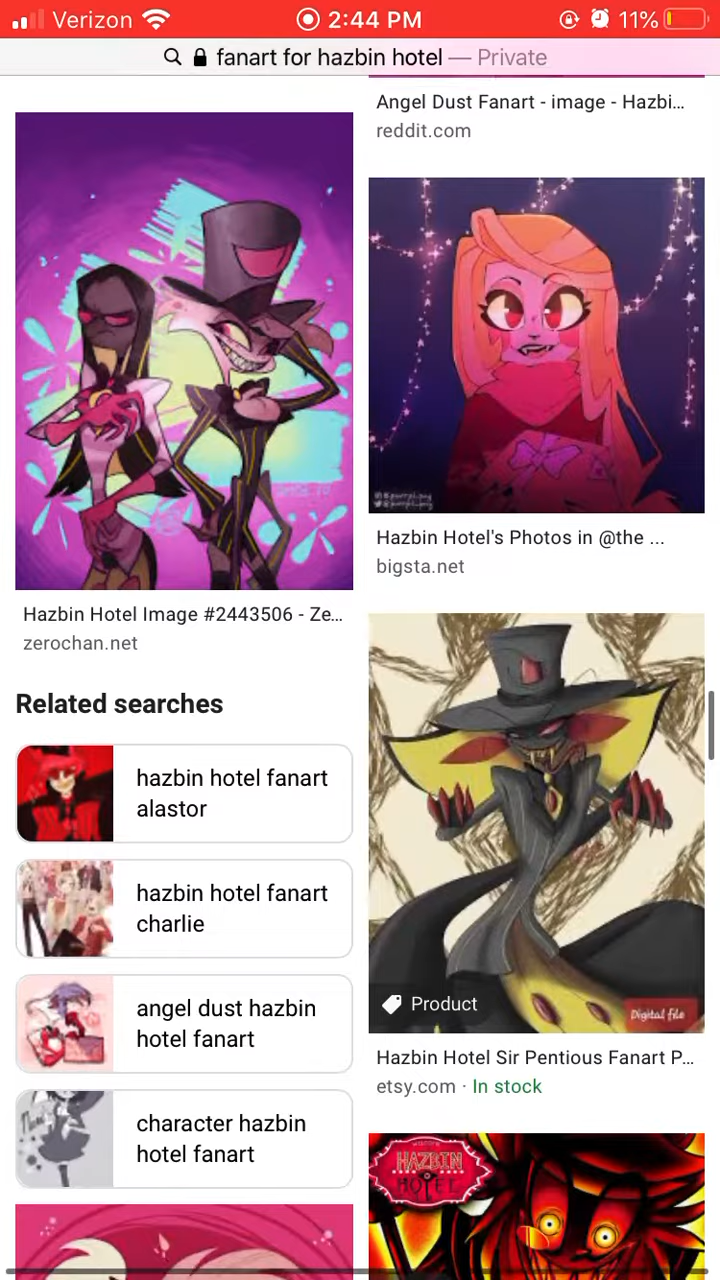 Verizon 2:44 PM 11%
fanart for hazbin hotel — Private
Angel Dust Fanart - image - Hazbi...
reddit.com
Hazbin Hotel's Photos in @the ...
bigsta.net
Hazbin Hotel Image #2443506 - Ze...
zerochan.net
Related searches
hazbin hotel fanart
alastor
hazbin hotel fanart
charlie
angel dust hazbin
hotel fanart
character hazbin
hotel fanart
Product
Digital file
Hazbin Hotel Sir Pentious Fanart P...
etsy.com · In stock
HAZBIN
HOTEL